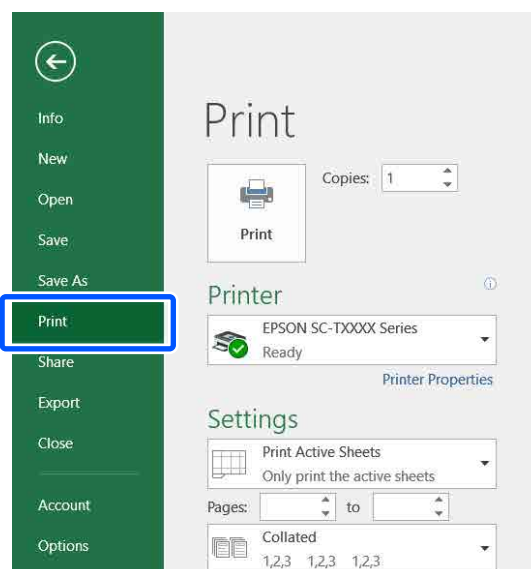 Info
New
Open
Save
Save As
Print
Share
Export
Close
Account
Options
Print
Copies: 1
Print
Printer
EPSON SC-TXXXX Series
Ready
Printer Properties
Settings
Print Active Sheets
Only print the active sheets
Pages: to
Collated
1,2,3 1,2,3 1,2,3